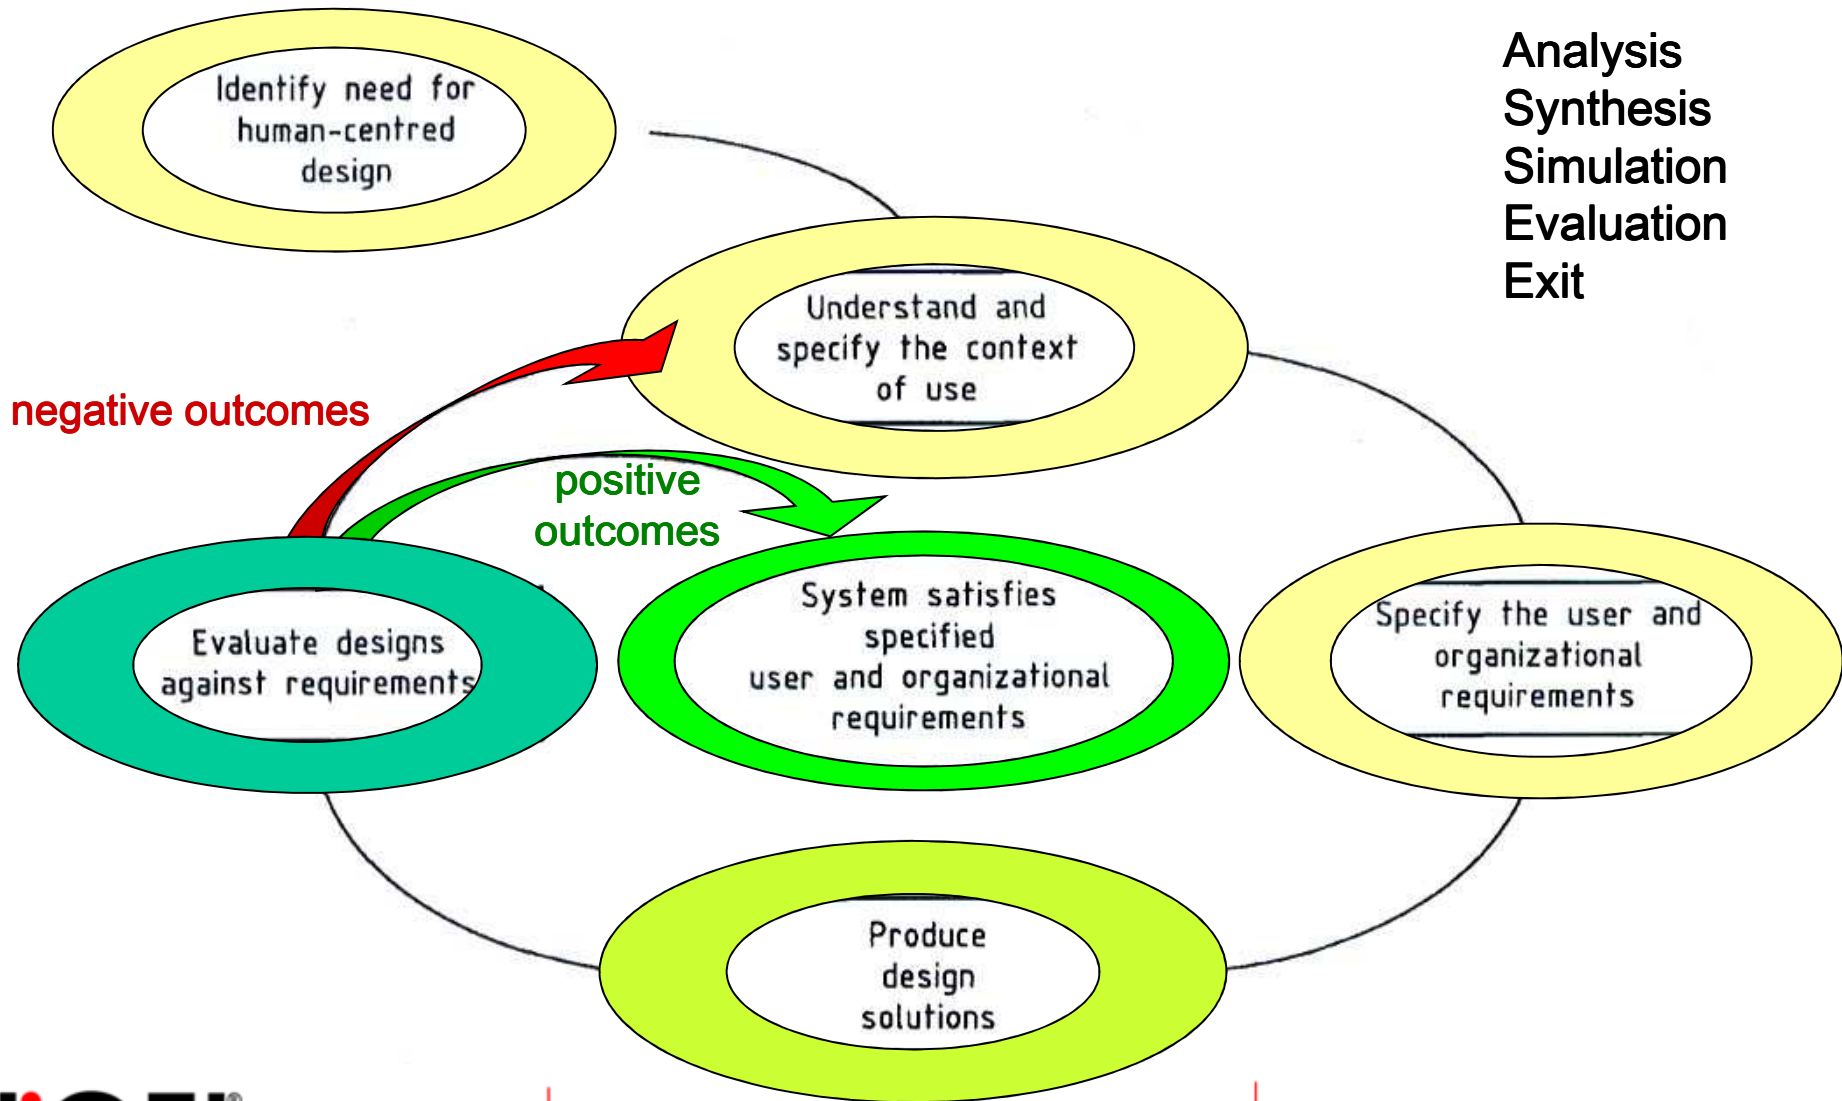 Identify need for
human-centred
design
Analysis
Synthesis
Simulation
Evaluation
Exit
Understand and
specify the context
of use
negative outcomes
positive
outcomes
Evaluate designs
against requirements
System satisfies
specified
user and organizational
requirements
Specify the user and
organizational
requirements
Produce
design
solutions